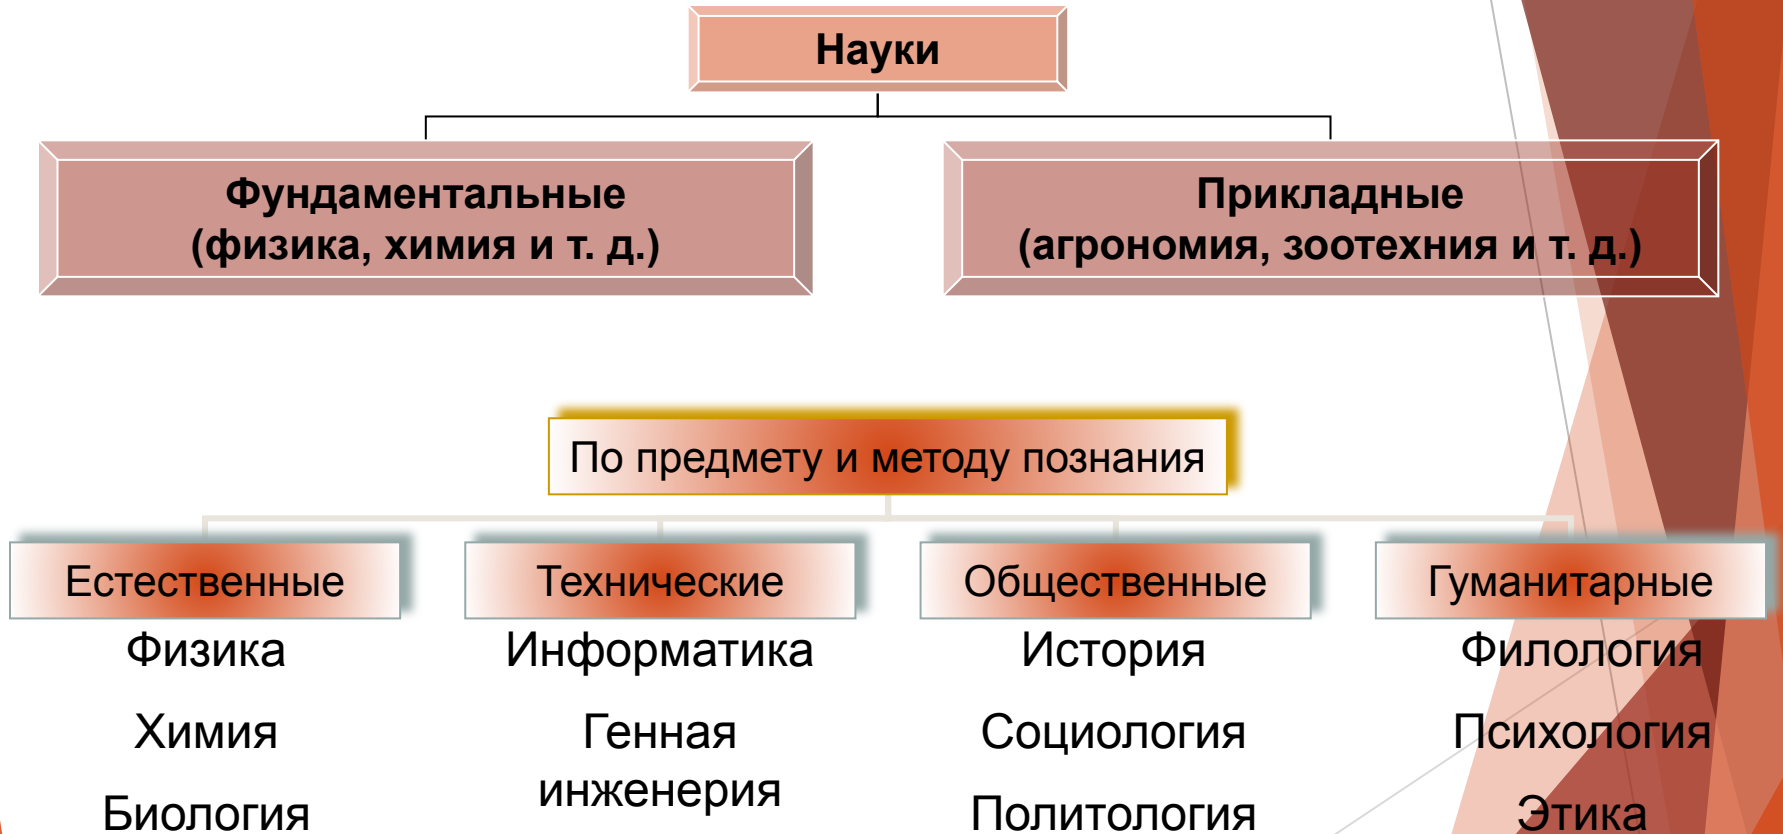 Науки
Фундаментальные
(физика, химия и т. д.)
Прикладные
(агрономия, зоотехния и т. д.)
По предмету и методу познания
Естественные
Физика
Химия
Биология
Технические
Информатика
Генная
инженерия
Общественные
История
Социология
Политология
Гуманитарные
Филология
Психология
Этика